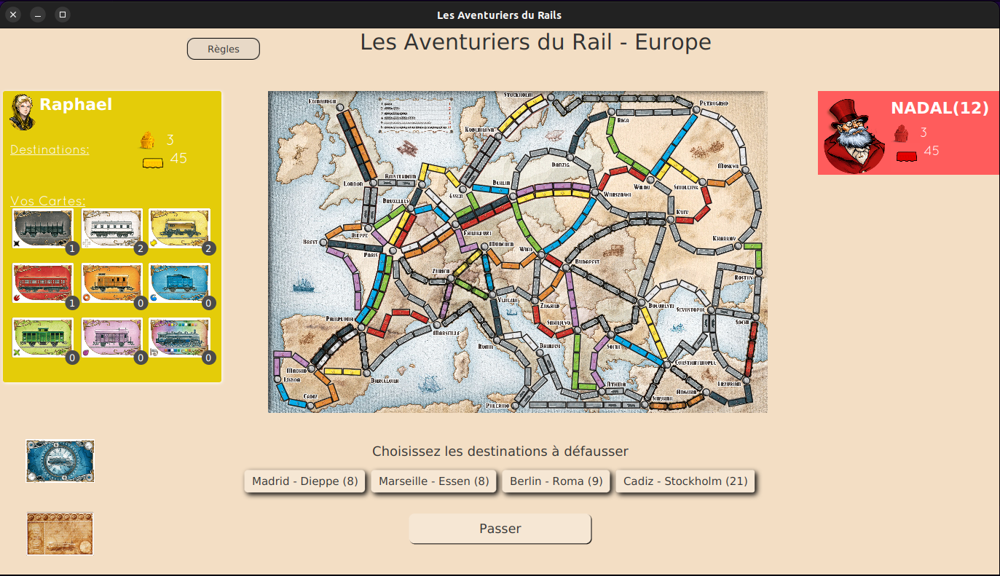 Les Aventuriers du Rails
Les Aventuriers du Rail - Europe
Règles
Raphael
3
Destinations:
45
Vos Cartes:
1
2
2
1
0
0
0
0
0
NADAL(12)
3
45
EDINBURGH
STOCKHOLM
PETROGRAD
RIGA
KOBENHAVN
DANZIG
MOSKVA
LONDON
AMSTERDAM
BERLIN
WILNO
SMOLENSK
ESSEN
WARSZAWA
BRUXELLES
KYIV
DIEPPE
FRANKFURT
KHARKOV
BREST
MÜNCHEN
WIEN
PARIS
BUDAPEST
ZÜRICH
ROSTOV
VENEZIA
ZAGRAB
BUCURESTI
SEVASTOPOL
PAMPLONA
SARAJEVO
SOCHI
MARSEILLE
ROMA
BRINDISI
SOFIA
CONSTANTINOPLE
MADRID
LISBOA
BARCELONA
ATHINA
ERZURUM
CADIZ
ANGORA
SMYRNA
PALERMO
Choisissez les destinations à défausser
Madrid - Dieppe (8)
Marseille - Essen (8)
Berlin - Roma (9)
Cadiz - Stockholm (21)
Passer